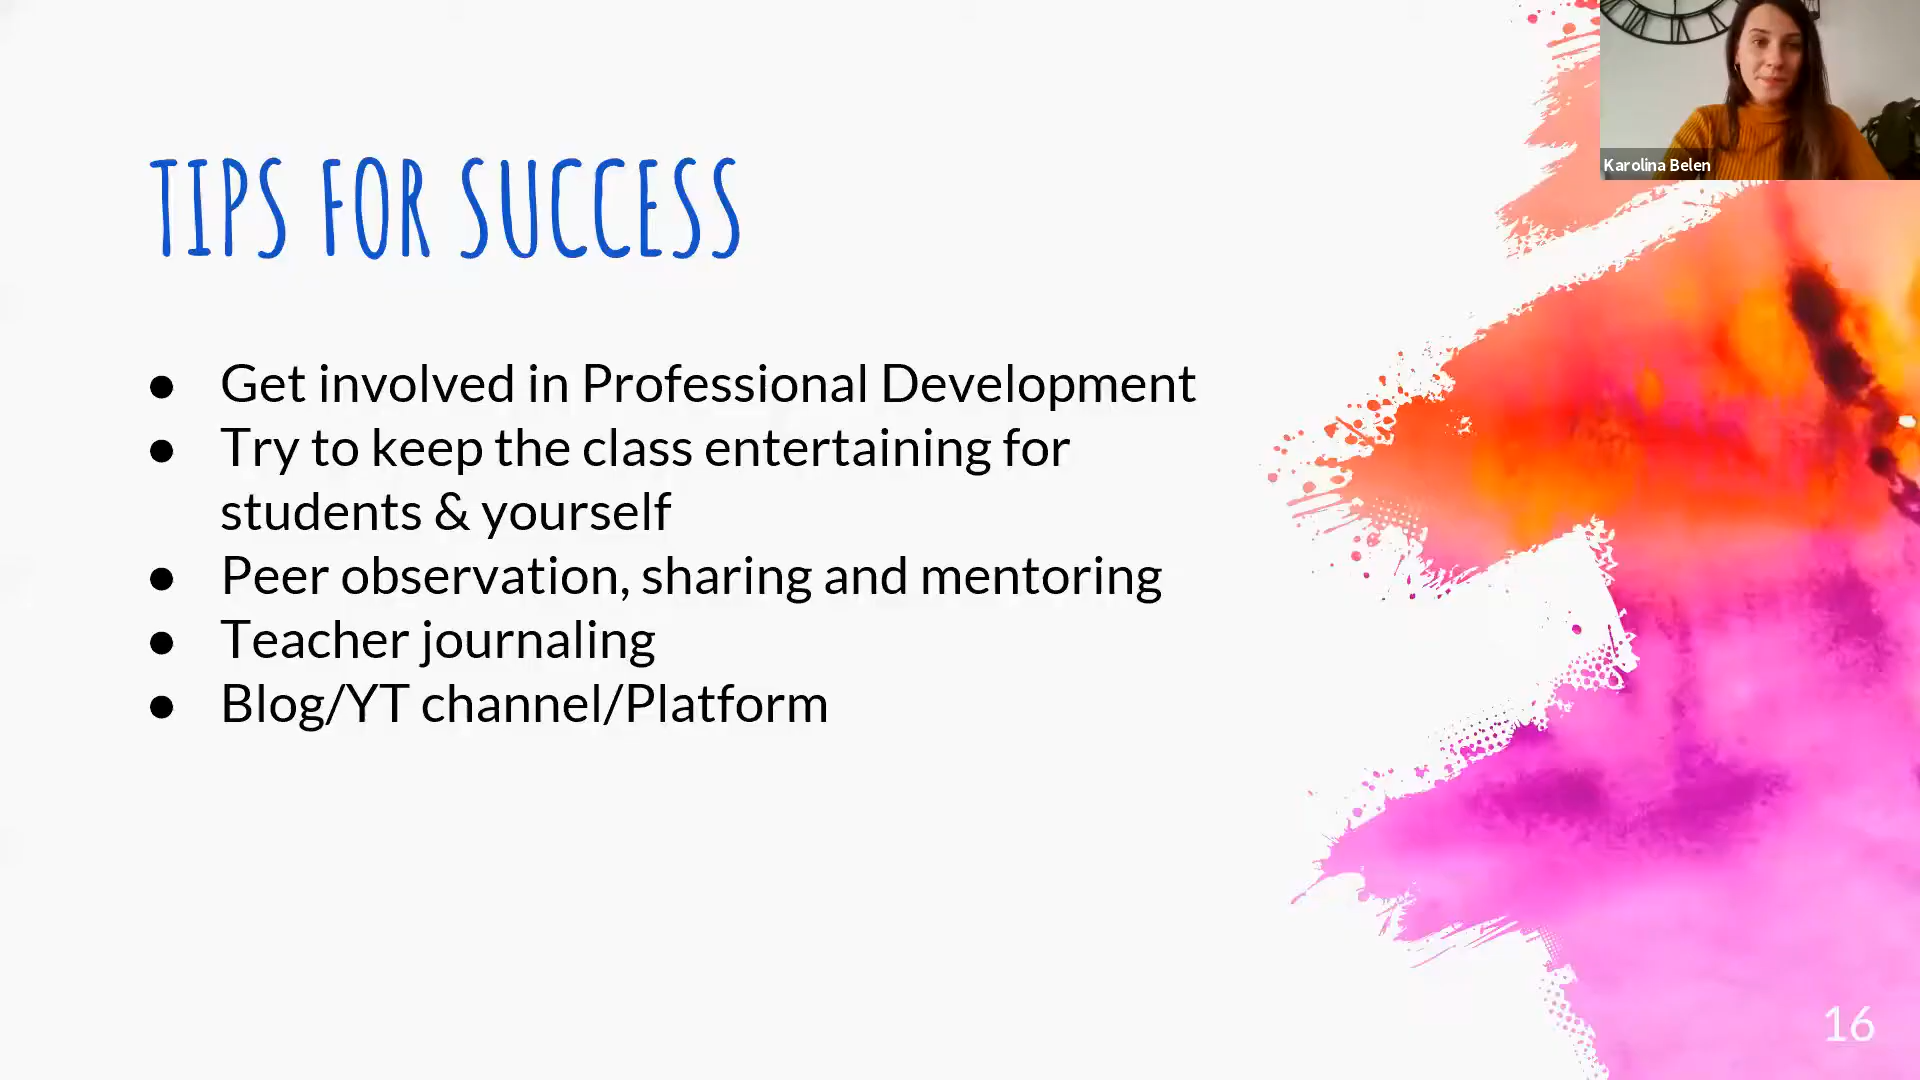 Karolina Belen
TIPS FOR SUCCESS
● Get involved in Professional Development
● Try to keep the class entertaining for
students & yourself
● Peer observation, sharing and mentoring
● Teacher journaling
● Blog/YT channel/Platform
16